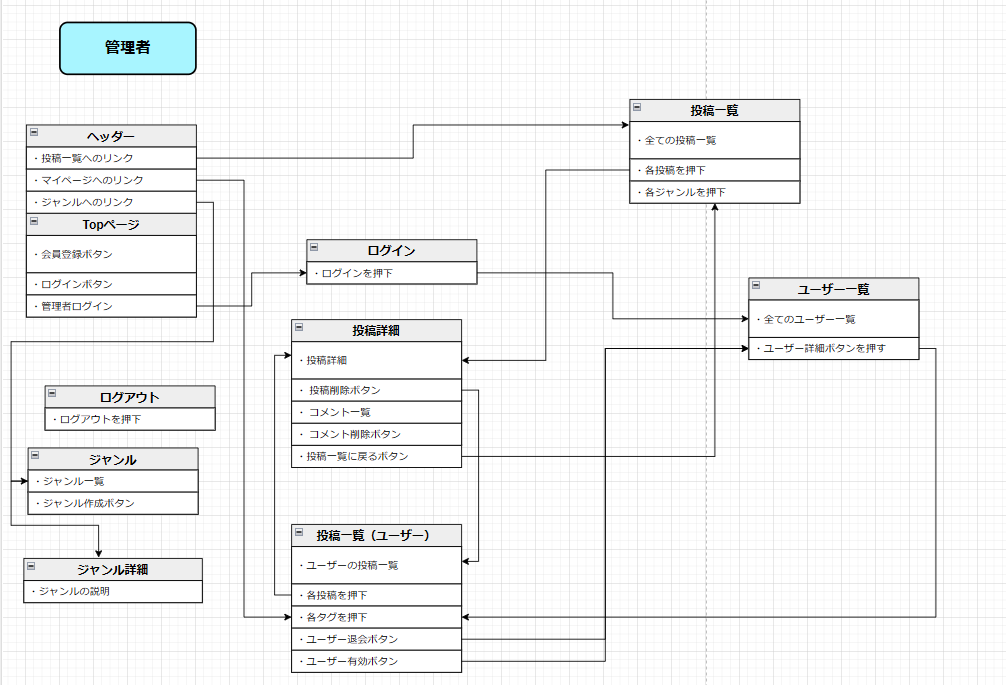 管理者
ヘッダー
・投稿一覧へのリンク
・マイページへのリンク
・ジャンルへのリンク
Topページ
・会員登録ボタン
・ログインボタン
・管理者ログイン
ログアウト
・ログアウトを押下
ジャンル
・ジャンル一覧
・ジャンル作成ボタン
ジャンル詳細
・ジャンルの説明
ログイン
・ログインを押下
投稿詳細
・投稿詳細
・ 投稿削除ボタン
・ コメント一覧
・ コメント削除ボタン
・投稿一覧に戻るボタン
投稿一覧（ユーザー）
・ユーザーの投稿一覧
・各投稿を押下
・各タグを押下
・ユーザー退会ボタン
・ユーザー有効ボタン
投稿一覧
・全ての投稿一覧
・各投稿を押下
・各ジャンルを押下
ユーザー一覧
・全てのユーザー一覧
・ユーザー詳細ボタンを押す